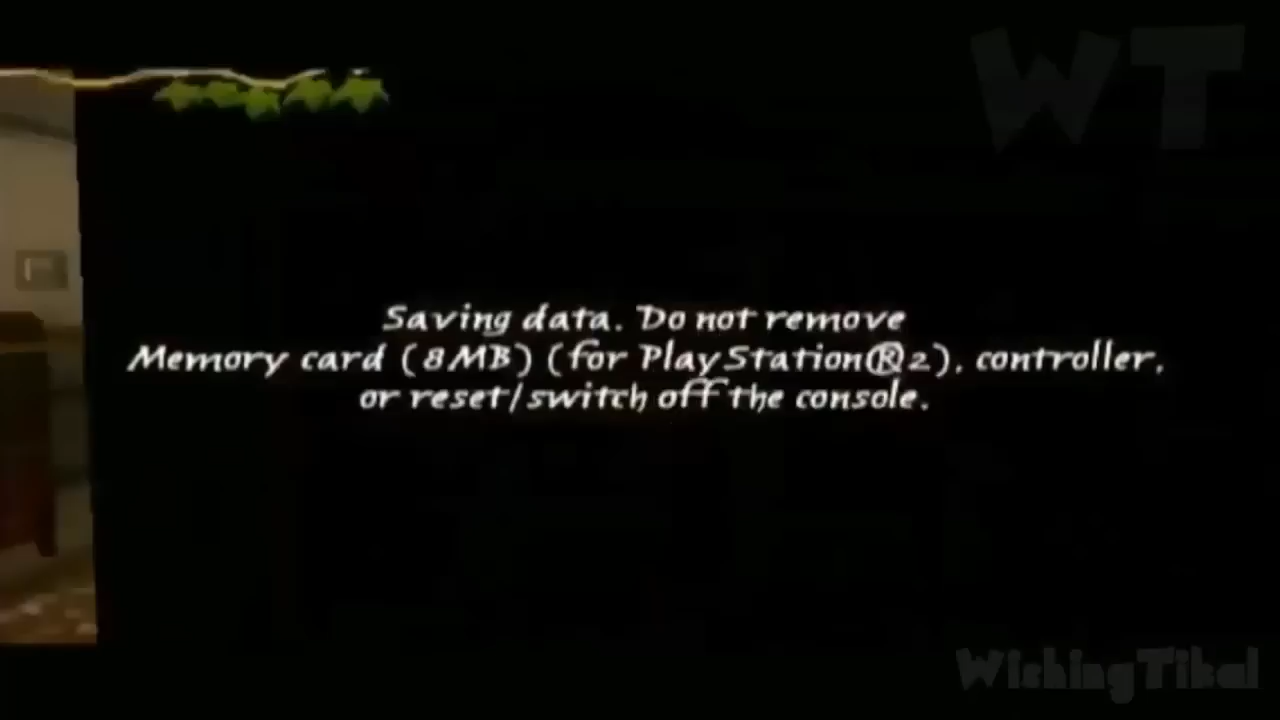 WT
Saving data. Do not remove
Memory card (8MB) (for PlayStation®2), controller,
or reset/switch off the console.
WishingTikal